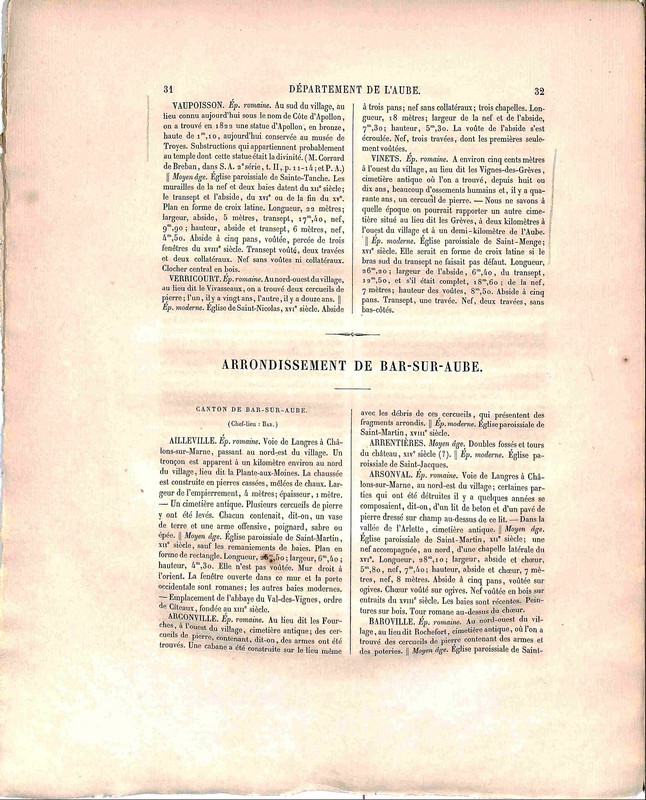 31
DÉPARTEMENT DE L'AUBE.
32
VAUPOISSON. Ép. romaine. Au sud du village, au
lieu connu aujourd'hui sous le nom de Côte d'Apollon,
on a trouvé en 1822 une statue d'Apollon, en bronze,
haute de 1ᵐ,10, aujourd'hui conservée au musée de
Troyes. Substructions qui appartiennent probablement
au temple dont cette statue était la divinité. (M. Corrard
de Breban, dans S. A. 2ᵉ série, t. II, p. 11-14; et P. A.)
|| Moyen âge. Église paroissiale de Sainte-Tanche. Les
murailles de la nef et deux baies datent du XIIᵉ siècle;
le transept et l'abside, du XVIᵉ ou de la fin du XVᵉ.
Plan en forme de croix latine. Longueur, 22 mètres;
largeur, abside, 5 mètres, transept, 17ᵐ,40, nef,
9ᵐ,90; hauteur, abside et transept, 6 mètres, nef,
4ᵐ,50. Abside à cinq pans, voûtée, percée de trois
fenêtres du XVIIIᵉ siècle. Transept voûté, deux travées
et deux collatéraux. Nef sans voûtes ni collatéraux.
Clocher central en bois.
VERRICOURT. Ép. romaine. Au nord-ouest du village,
au lieu dit le Vivasseaux, on a trouvé deux cercueils de
pierre; l'un, il y a vingt ans, l'autre, il y a douze ans. ||
Ép. moderne. Église de Saint-Nicolas, XVIᵉ siècle. Abside
à trois pans; nef sans collatéraux; trois chapelles. Lon-
gueur, 18 mètres; largeur de la nef et de l'abside,
7ᵐ,30; hauteur, 5ᵐ,30. La voûte de l'abside s'est
écroulée. Nef, trois travées, dont les premières seule-
ment voûtées.
VINETS. Ép. romaine. A environ cinq cents mètres
à l'ouest du village, au lieu dit les Vignes-des-Grèves,
cimetière antique où l'on a trouvé, depuis huit ou
dix ans, beaucoup d'ossements humains et, il y a qua-
rante ans, un cercueil de pierre. — Nous ne savons à
quelle époque on pourrait rapporter un autre cime-
tière situé au lieu dit les Grèves, à deux kilomètres à
l'ouest du village et à un demi-kilomètre de l'Aube.
|| Ép. moderne. Église paroissiale de Saint-Menge;
XVIᵉ siècle. Elle serait en forme de croix latine si le
bras sud du transept ne faisait pas défaut. Longueur,
26ᵐ,20; largeur de l'abside, 6ᵐ,40, du transept,
12ᵐ,50, et s'il était complet, 18ᵐ,60; de la nef,
7 mètres; hauteur des voûtes, 8ᵐ,50. Abside à cinq
pans. Transept, une travée. Nef, deux travées, sans
bas-côtés.
ARRONDISSEMENT DE BAR-SUR-AUBE.
CANTON DE BAR-SUR-AUBE.
(Chef-lieu : Bar.)
AILLEVILLE. Ép. romaine. Voie de Langres à Châ-
lons-sur-Marne, passant au nord-est du village. Un
tronçon est apparent à un kilomètre environ au nord
du village, lieu dit la Plante-aux-Moines. La chaussée
est construite en pierres cassées, mêlées de chaux. Lar-
geur de l'empierrement, 4 mètres; épaisseur, 1 mètre.
— Un cimetière antique. Plusieurs cercueils de pierre
y ont été levés. Chacun contenait, dit-on, un vase
de terre et une arme offensive, poignard, sabre ou
épée. || Moyen âge. Église paroissiale de Saint-Martin,
XIIᵉ siècle, sauf les remaniements de baies. Plan en
forme de rectangle. Longueur, ,50; largeur, 6ᵐ,40;
hauteur, 4ᵐ,30. Elle n'est pas voûtée. Mur droit à
l'orient. La fenêtre ouverte dans ce mur et la porte
occidentale sont romanes; les autres baies modernes.
— Emplacement de l'abbaye du Val-des-Vignes, ordre
de Cîteaux, fondée au XIIIᵉ siècle.
ARCONVILLE. Ép. romaine. Au lieu dit les Four-
ches, à l'ouest du village, cimetière antique; des cer-
cueils de pierre, contenant, dit-on, des armes ont été
trouvés. Une cabane a été construite sur le lieu même
avec les débris de ces cercueils, qui présentent des
fragments arrondis. || Ép. moderne. Église paroissiale de
Saint-Martin, XVIIIᵉ siècle.
ARRENTIÈRES. Moyen âge. Doubles fossés et tours
du château, XIVᵉ siècle (?). || Ép. moderne. Église pa-
roissiale de Saint-Jacques.
ARSONVAL. Ép. romaine. Voie de Langres à Châ-
lons-sur-Marne, au nord-est du village; certaines par-
ties qui ont été détruites il y a quelques années se
composaient, dit-on, d'un lit de beton et d'un pavé de
pierre dressé sur champ au-dessus de ce lit. — Dans la
vallée de l'Arlette, cimetière antique. || Moyen âge.
Église paroissiale de Saint-Martin, XIIᵉ siècle; une
nef accompagnée, au nord, d'une chapelle latérale du
XVIᵉ. Longueur, 28ᵐ,10; largeur, abside et chœur,
5ᵐ,80, nef, 7ᵐ,40; hauteur, abside et chœur, 7 mè-
tres, nef, 8 mètres. Abside à cinq pans, voûtée sur
ogives. Chœur voûté sur ogives. Nef voûtée en bois sur
entraits du XVIIIᵉ siècle. Les baies sont récentes. Pein-
tures sur bois. Tour romane au-dessus du chœur.
BAROVILLE. Ép. romaine. Au nord-ouest du vil-
lage, au lieu dit Rochefort, cimetière antique, où l'on a
trouvé des cercueils de pierre contenant des armes et
des poteries. || Moyen âge. Église paroissiale de Saint-